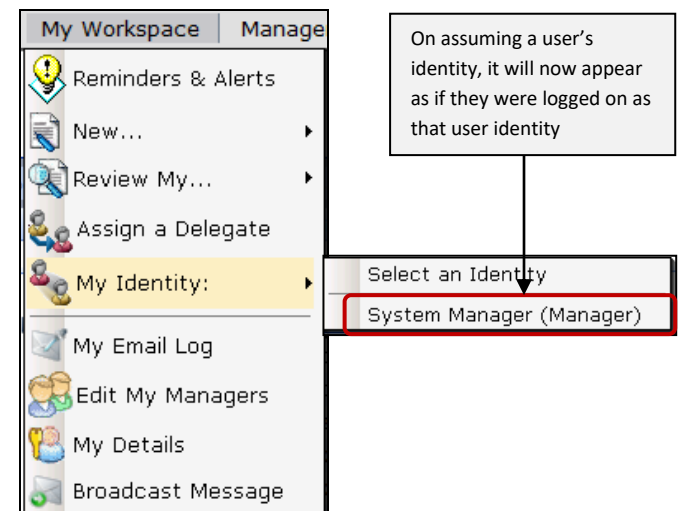 My Workspace
Manage
Reminders & Alerts
New...
Review My...
Assign a Delegate
My Identity:
My Email Log
Edit My Managers
My Details
Broadcast Message
On assuming a user’s
identity, it will now appear
as if they were logged on as
that user identity
Select an Identity
System Manager (Manager)